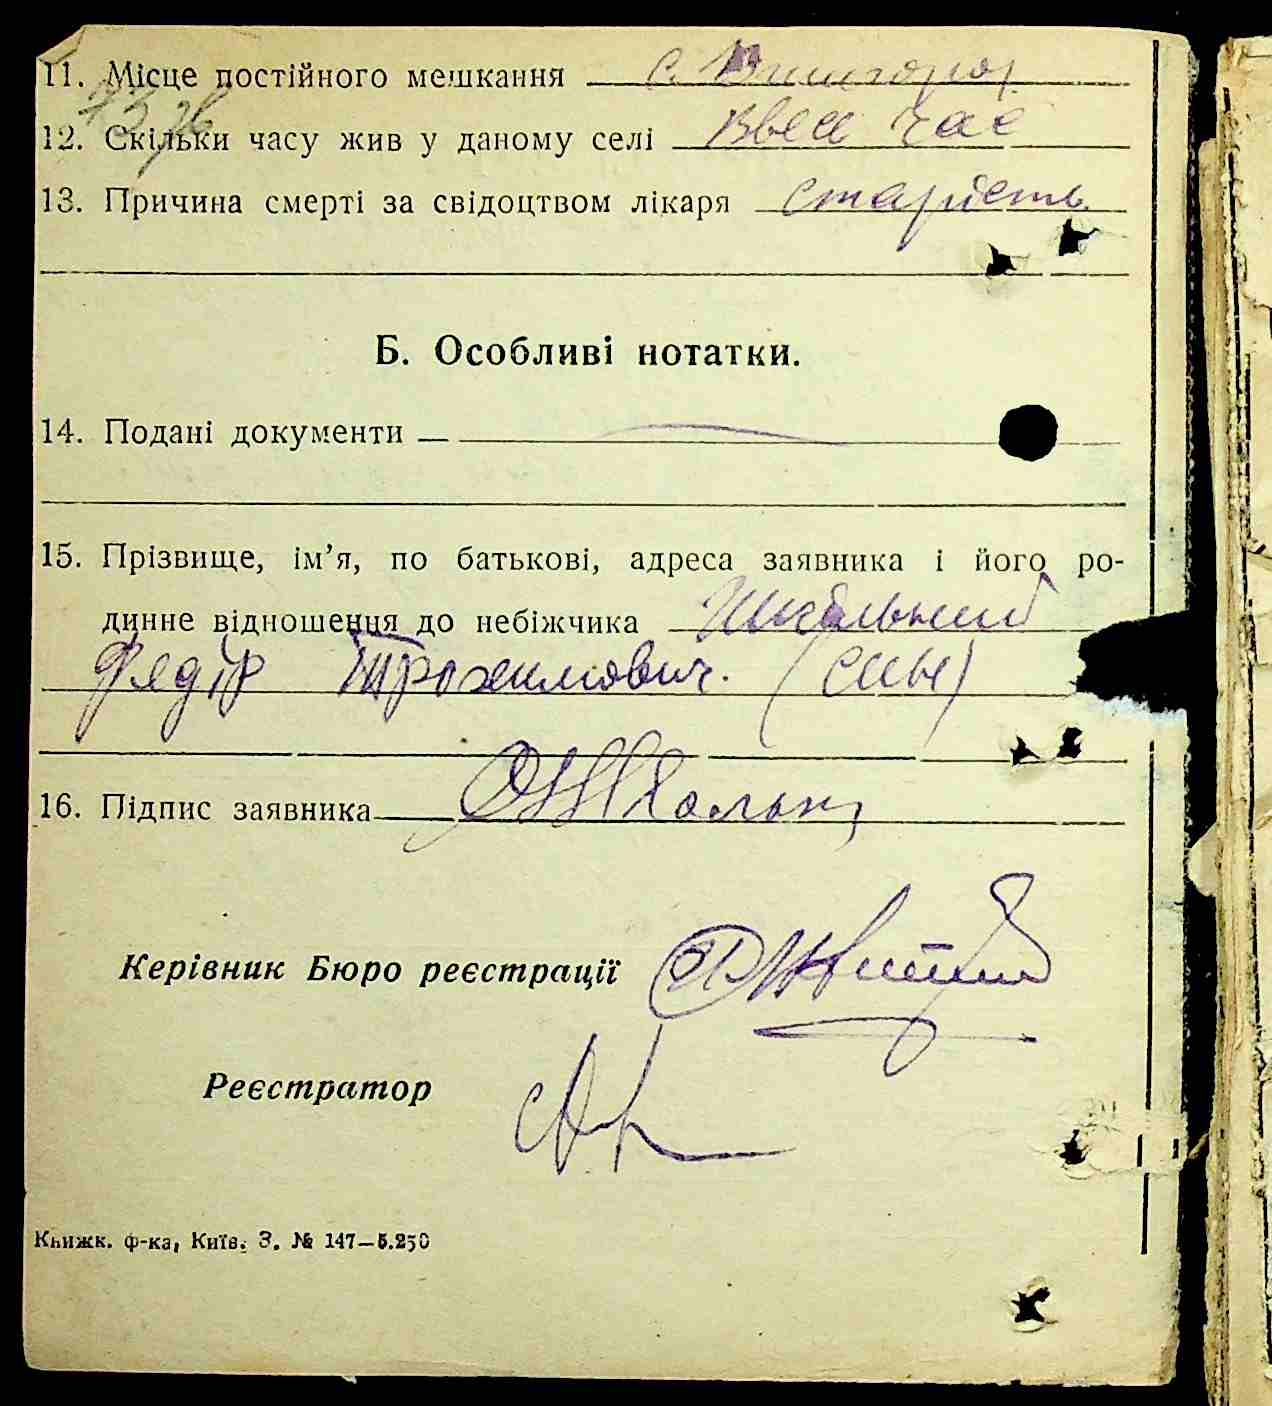 11. Місце постійного мешкання с. Вишгород
12. Скільки часу жив у даному селі Ввесь час
13. Причина смерті за свідоцтвом лікаря старість
Б. Особливі нотатки.
14. Подані документи —
15. Прізвище, ім’я, по батькові, адреса заявника і його ро-
динне відношення до небіжчика Шкальний
Федір Трохимович. (син)
16. Підпис заявника
Керівник Бюро реєстрації
Реєстратор
Книжк. ф-ка, Київ. З. № 147—5.250